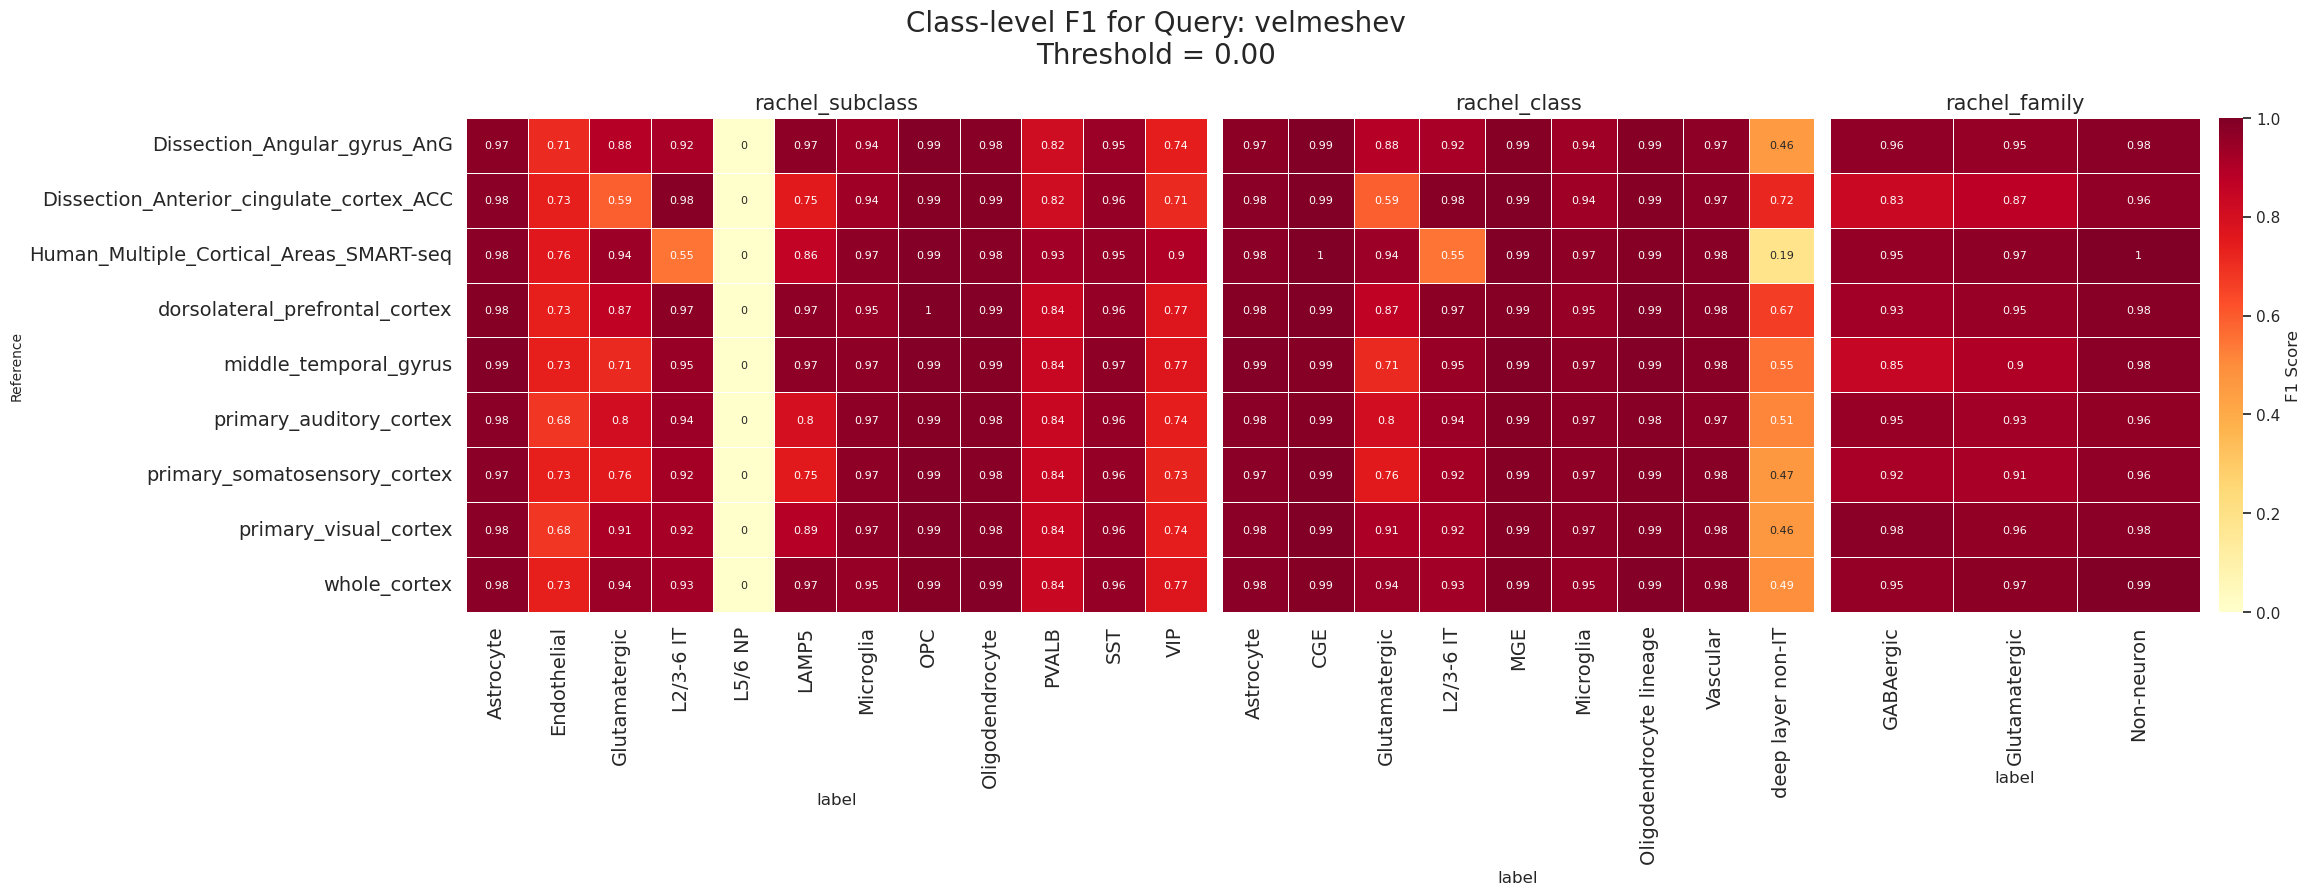 Class-level F1 for Query: velmeshev
Threshold = 0.00
rachel_subclass rachel_class rachel_family
Dissection_Angular_gyrus_AnG 0.97 0.71 0.88 0.92 0 0.97 0.94 0.99 0.98 0.82 0.95 0.74 0.97 0.99 0.88 0.92 0.99 0.94 0.99 0.97 0.46 0.96 0.95 0.98
Dissection_Anterior_cingulate_cortex_ACC 0.98 0.73 0.59 0.98 0 0.75 0.94 0.99 0.99 0.82 0.96 0.71 0.98 0.99 0.59 0.98 0.99 0.94 0.99 0.97 0.72 0.83 0.87 0.96
Human_Multiple_Cortical_Areas_SMART-seq 0.98 0.76 0.94 0.55 0 0.86 0.97 0.99 0.98 0.93 0.95 0.9 0.98 1 0.94 0.55 0.99 0.97 0.99 0.98 0.19 0.95 0.97 1
dorsolateral_prefrontal_cortex 0.98 0.73 0.87 0.97 0 0.97 0.95 1 0.99 0.84 0.96 0.77 0.98 0.99 0.87 0.97 0.99 0.95 0.99 0.98 0.67 0.93 0.95 0.98
middle_temporal_gyrus 0.99 0.73 0.71 0.95 0 0.97 0.97 0.99 0.99 0.84 0.97 0.77 0.99 0.99 0.71 0.95 0.99 0.97 0.99 0.98 0.55 0.85 0.9 0.98
primary_auditory_cortex 0.98 0.68 0.8 0.94 0 0.8 0.97 0.99 0.98 0.84 0.96 0.74 0.98 0.99 0.8 0.94 0.99 0.97 0.98 0.97 0.51 0.95 0.93 0.96
primary_somatosensory_cortex 0.97 0.73 0.76 0.92 0 0.75 0.97 0.99 0.98 0.84 0.96 0.73 0.97 0.99 0.76 0.92 0.99 0.97 0.99 0.98 0.47 0.92 0.91 0.96
primary_visual_cortex 0.98 0.68 0.91 0.92 0 0.89 0.97 0.99 0.98 0.84 0.96 0.74 0.98 0.99 0.91 0.92 0.99 0.97 0.99 0.98 0.46 0.98 0.96 0.98
whole_cortex 0.98 0.73 0.94 0.93 0 0.97 0.95 0.99 0.99 0.84 0.96 0.77 0.98 0.99 0.94 0.93 0.99 0.95 0.99 0.98 0.49 0.95 0.97 0.99
Reference
Astrocyte
Endothelial
Glutamatergic
L2/3-6 IT
L5/6 NP
LAMP5
Microglia
OPC
Oligodendrocyte
PVALB
SST
VIP
label
Astrocyte
CGE
Glutamatergic
L2/3-6 IT
MGE
Microglia
Oligodendrocyte lineage
Vascular
deep layer non-IT
label
GABAergic
Glutamatergic
Non-neuron
label
1.0
0.8
0.6
0.4
0.2
0.0
F1 Score